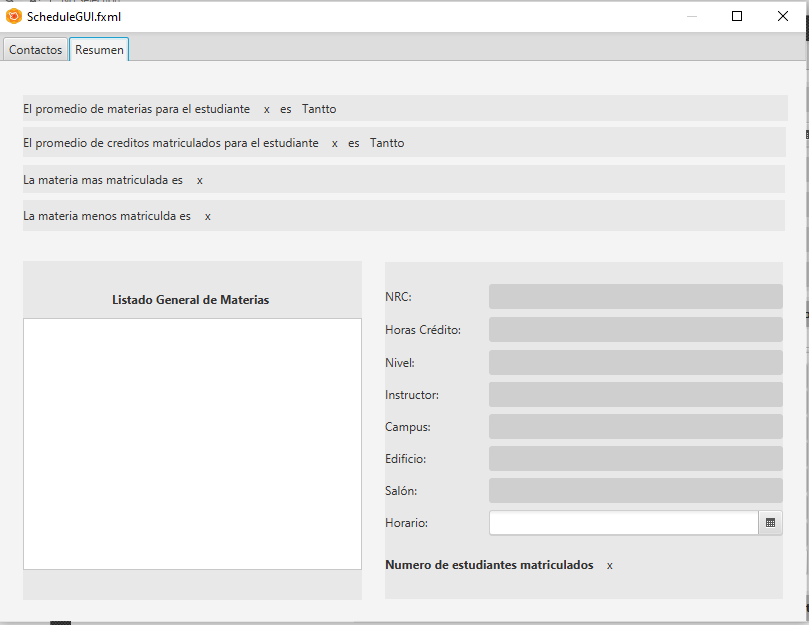 ScheduleGUI.fxml
Contactos Resumen
El promedio de materias para el estudiante x es Tantto
El promedio de creditos matriculados para el estudiante x es Tantto
La materia mas matriculada es x
La materia menos matriculda es x
Listado General de Materias
NRC:
Horas Crédito:
Nivel:
Instructor:
Campus:
Edificio:
Salón:
Horario:
Numero de estudiantes matriculados x